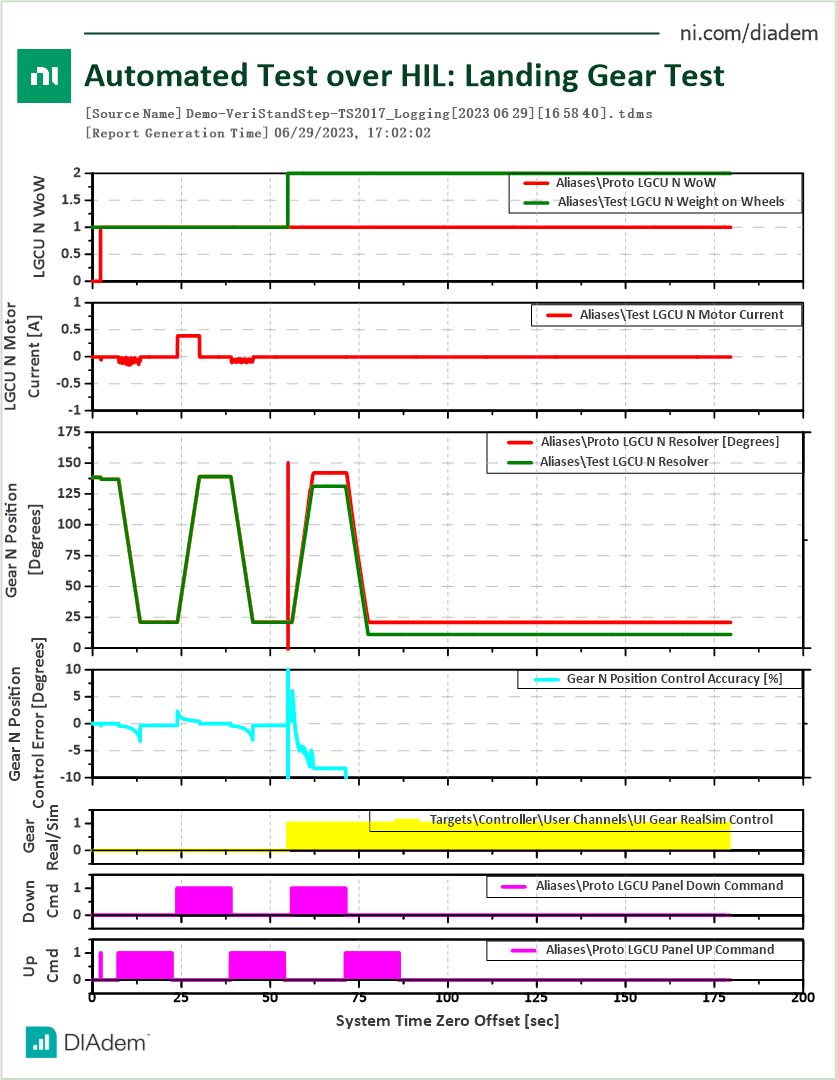 ni.com/diadem
ni
Automated Test over HIL: Landing Gear Test
[Source Name] Demo-VeriStandStep-TS2017_Logging[2023 06 29][16 58 40].tdms
[Report Generation Time] 06/29/2023, 17:02:02
LGCU N WoW
2
1.5
1
0.5
0
Aliases\Proto LGCU N WoW
Aliases\Test LGCU N Weight on Wheels
LGCU N Motor
Current [A]
1
0.5
0
-0.5
-1
Aliases\Test LGCU N Motor Current
Gear N Position
[Degrees]
175
150
125
100
75
50
25
0
Aliases\Proto LGCU N Resolver [Degrees]
Aliases\Test LGCU N Resolver
Gear N Position
Control Error [Degrees]
10
5
0
-5
-10
Gear N Position Control Accuracy [%]
Gear
Real/Sim
1
0
Targets\Controller\User Channels\UI Gear RealSim Control
Down
Cmd
1
0
Aliases\Proto LGCU Panel Down Command
Up
Cmd
1
0
Aliases\Proto LGCU Panel UP Command
0 25 50 75 100 125 150 175 200
System Time Zero Offset [sec]
DIAdem™